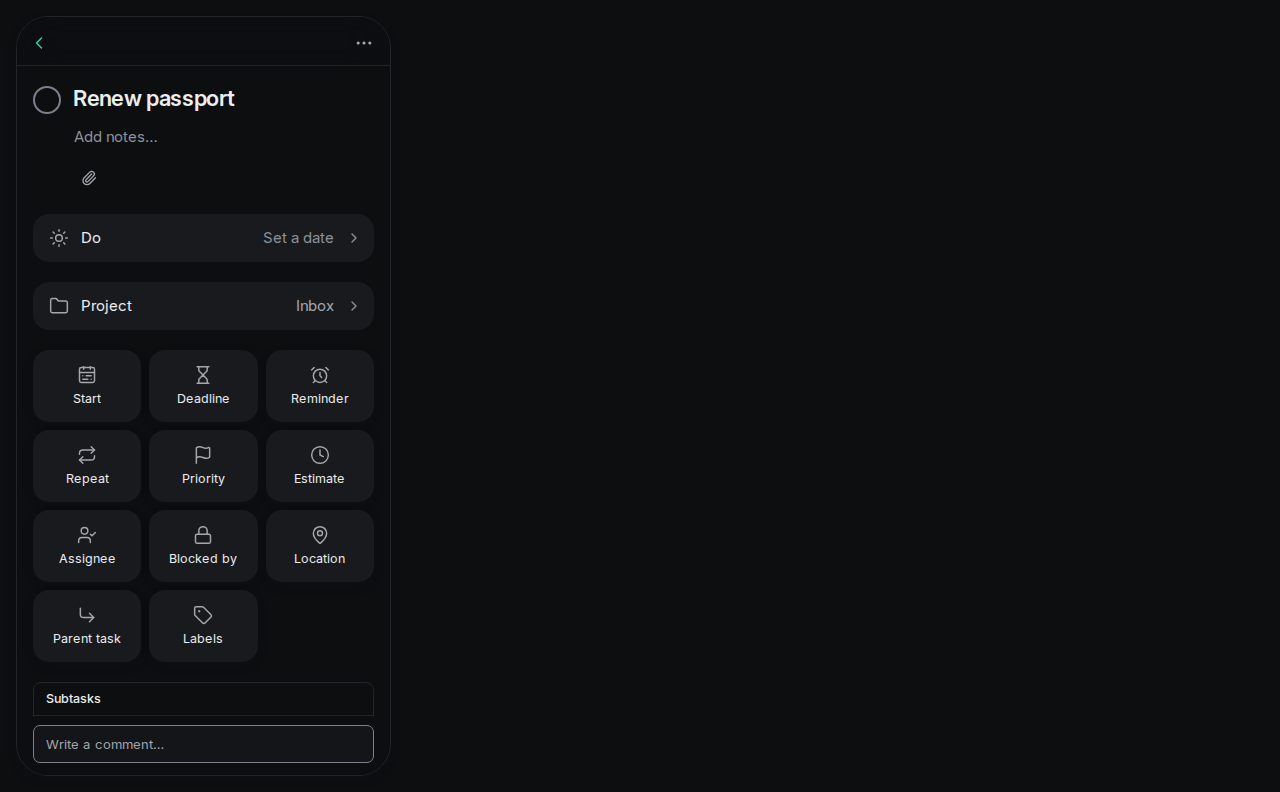 Renew passport
Add notes...
Do Set a date
Project Inbox
Start Deadline Reminder
Repeat Priority Estimate
Assignee Blocked by Location
Parent task Labels
Subtasks
Write a comment...